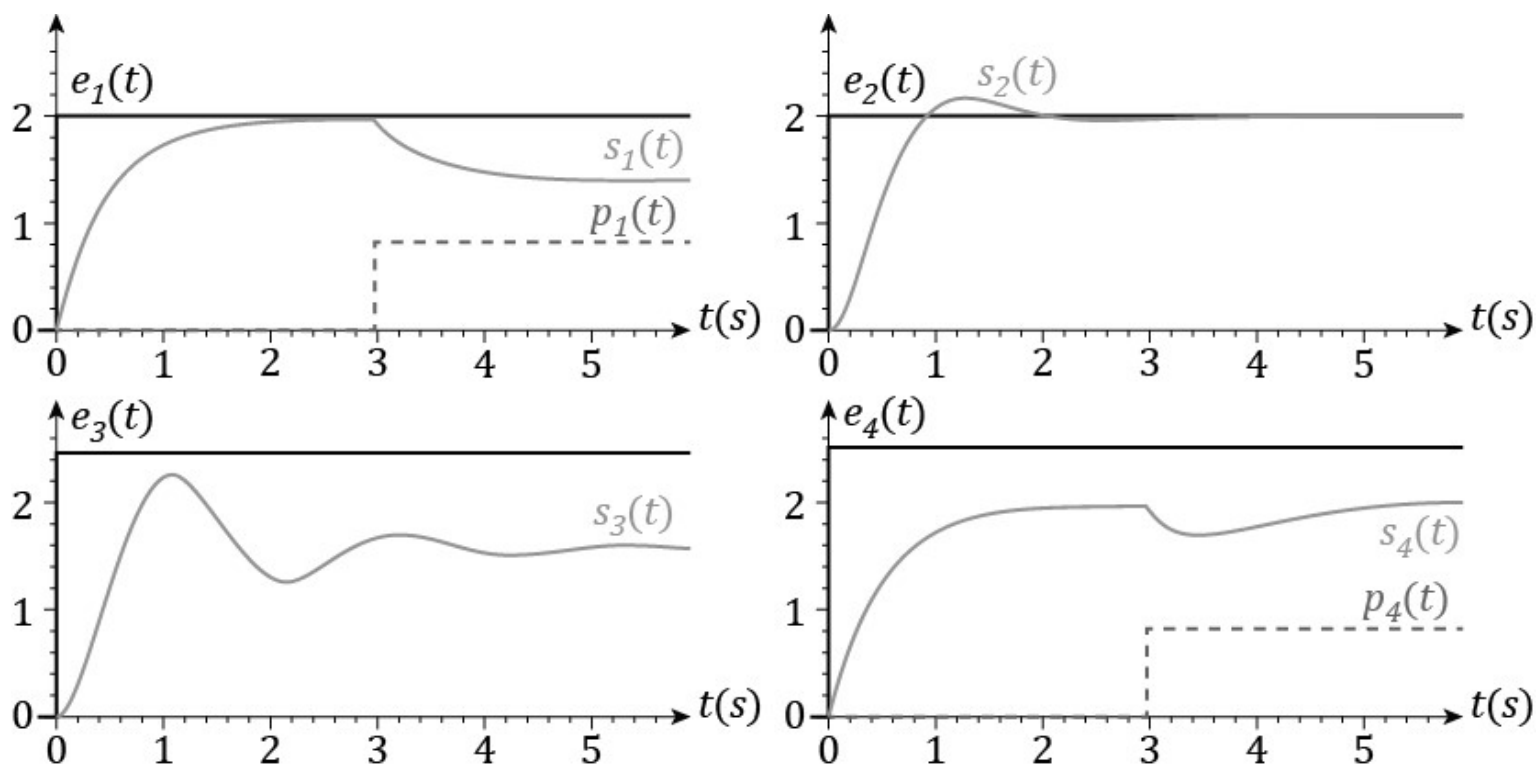 e₁(t)
2
s₁(t)
1
p₁(t)
0
t(s)
0 1 2 3 4 5
e₂(t)
s₂(t)
2
1
0
t(s)
0 1 2 3 4 5
e₃(t)
2
s₃(t)
1
0
t(s)
0 1 2 3 4 5
e₄(t)
2
s₄(t)
1
p₄(t)
0
t(s)
0 1 2 3 4 5